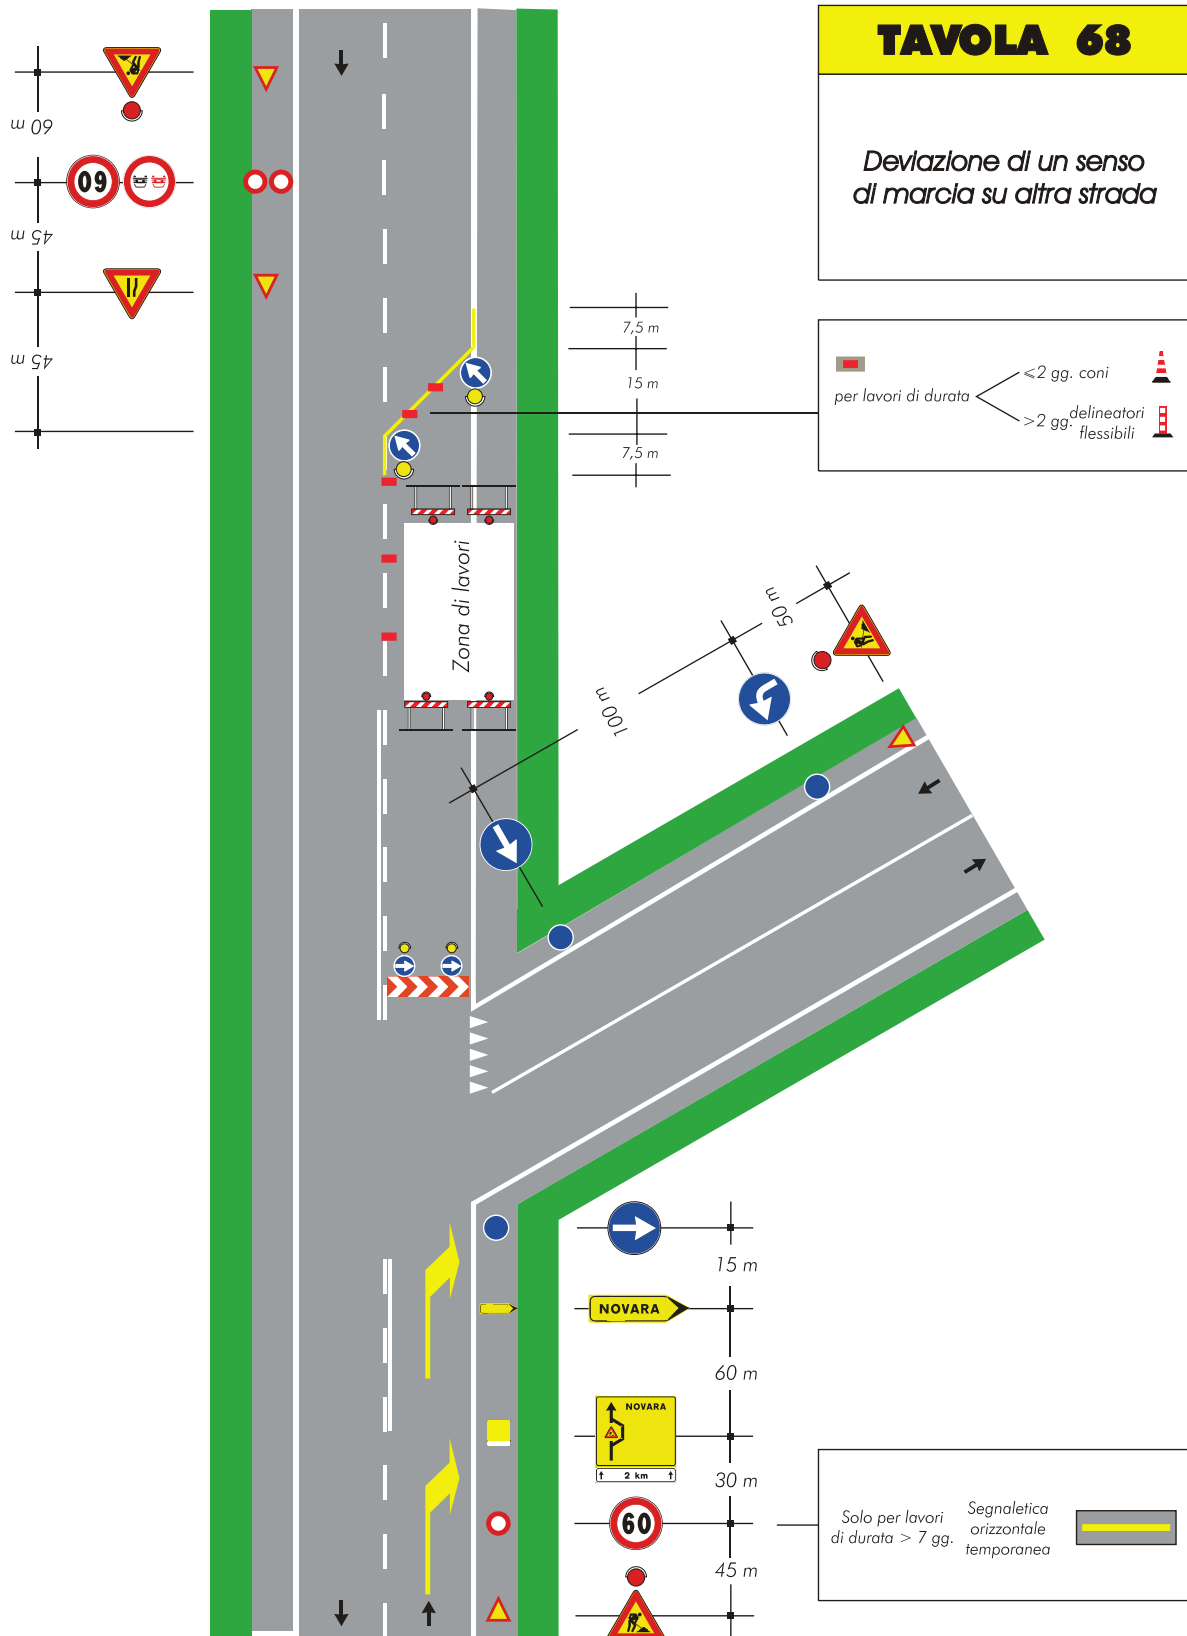 TAVOLA 68
Deviazione di un senso
di marcia su altra strada
60 m
60
45 m
45 m
7,5 m
15 m
7,5 m
per lavori di durata
⩽2 gg. coni
>2 gg. delineatori
flessibili
Zona di lavori
50 m
100 m
15 m
NOVARA
60 m
NOVARA
2 km
30 m
60
45 m
Solo per lavori
di durata > 7 gg.
Segnaletica
orizzontale
temporanea